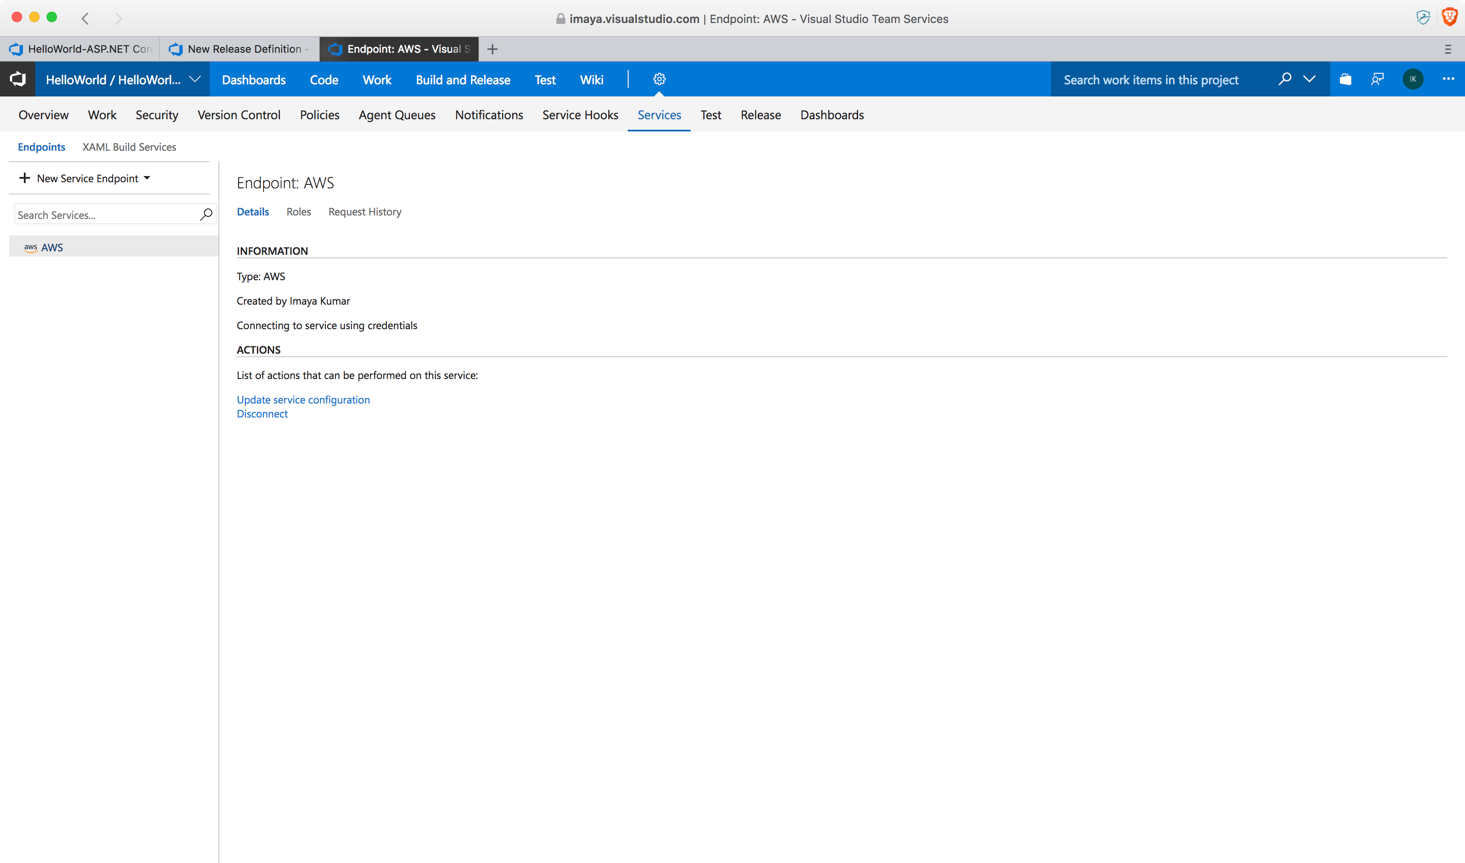 imaya.visualstudio.com | Endpoint: AWS - Visual Studio Team Services
HelloWorld-ASP.NET Cor
New Release Definition -
Endpoint: AWS - Visual S
HelloWorld / HelloWorl...
Dashboards
Code
Work
Build and Release
Test
Wiki
Search work items in this project
IK
Overview
Work
Security
Version Control
Policies
Agent Queues
Notifications
Service Hooks
Services
Test
Release
Dashboards
Endpoints
XAML Build Services
New Service Endpoint
Search Services...
aws AWS
Endpoint: AWS
Details
Roles
Request History
INFORMATION
Type: AWS
Created by Imaya Kumar
Connecting to service using credentials
ACTIONS
List of actions that can be performed on this service:
Update service configuration
Disconnect